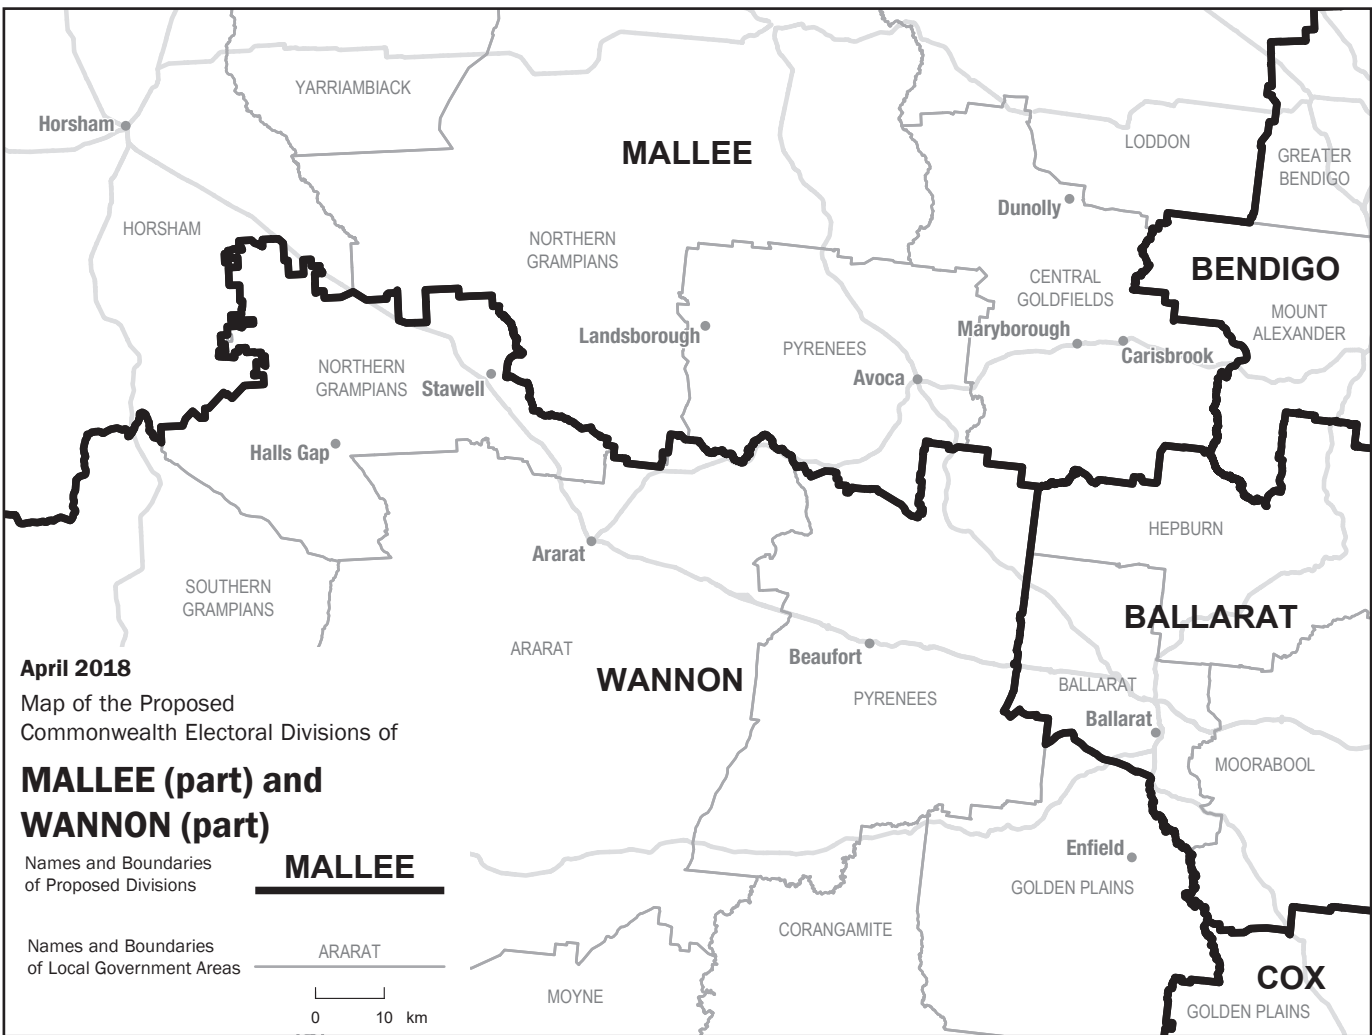 YARRIAMBIACK
Horsham
MALLEE
LODDON
GREATER
BENDIGO
Dunolly
HORSHAM
NORTHERN
GRAMPIANS
BENDIGO
CENTRAL
GOLDFIELDS
MOUNT
ALEXANDER
Landsborough
Maryborough
PYRENEES
Carisbrook
NORTHERN
GRAMPIANS
Stawell
Avoca
Halls Gap
HEPBURN
Ararat
SOUTHERN
GRAMPIANS
BALLARAT
ARARAT
Beaufort
WANNON
PYRENEES
BALLARAT
Ballarat
MOORABOOL
April 2018
Map of the Proposed
Commonwealth Electoral Divisions of
MALLEE (part) and
WANNON (part)
Names and Boundaries
of Proposed Divisions
MALLEE
Enfield
GOLDEN PLAINS
CORANGAMITE
Names and Boundaries
of Local Government Areas
ARARAT
MOYNE
COX
GOLDEN PLAINS
0 10 km